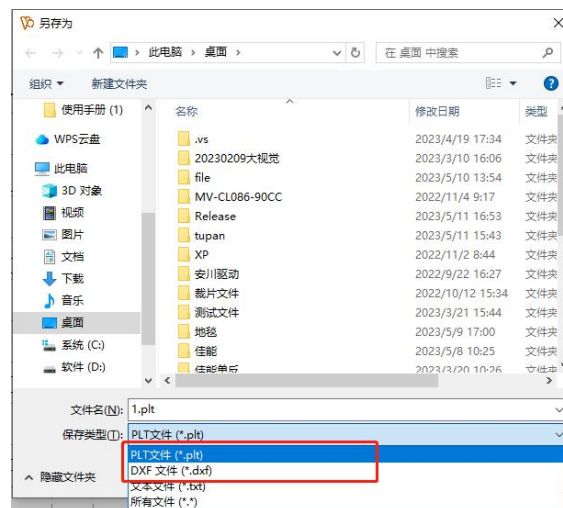 另存为
此电脑 › 桌面 ›
在 桌面 中搜索
组织 新建文件夹
使用手册 (1)
WPS云盘
此电脑
3D 对象
视频
图片
文档
下载
音乐
桌面
系统 (C:)
软件 (D:)
名称 修改日期 类型
.vs 2023/4/19 17:34 文件夹
20230209大视觉 2023/3/10 16:06 文件夹
file 2023/5/10 13:54 文件夹
MV-CL086-90CC 2022/11/4 9:17 文件夹
Release 2023/5/11 16:53 文件夹
tupan 2023/5/11 15:43 文件夹
XP 2022/11/2 8:44 文件夹
安川驱动 2022/9/22 16:27 文件夹
裁片文件 2022/10/12 15:34 文件夹
测试文件 2023/3/21 15:44 文件夹
地毯 2023/5/9 17:00 文件夹
佳能 2023/5/8 10:25 文件夹
佳能单反 2023/3/20 10:26 文件夹
文件名(N): 1.plt
保存类型(T): PLT文件 (*.plt)
PLT文件 (*.plt)
DXF 文件 (*.dxf)
文本文件 (*.txt)
所有文件 (*.*)
隐藏文件夹